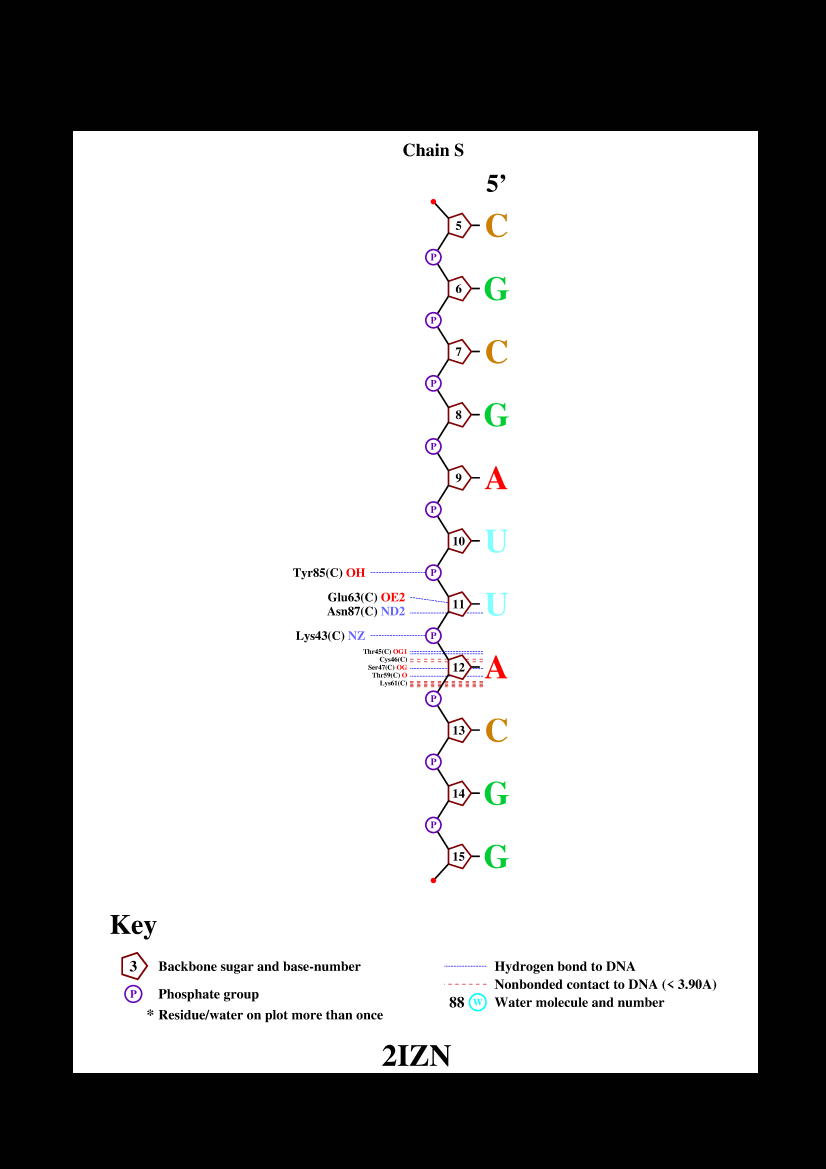 Chain S
5’
5 C
P
6 G
P
7 C
P
8 G
P
9 A
P
10 U
Tyr85(C) OH P
Glu63(C) OE2
11 U
Asn87(C) ND2
Lys43(C) NZ P
Thr45(C) OG1
Cys46(C)
Ser47(C) OG 12 A
Thr59(C) O
Lys61(C)
P
13 C
P
14 G
P
15 G
Key
3 Backbone sugar and base-number
P Phosphate group
* Residue/water on plot more than once
Hydrogen bond to DNA
Nonbonded contact to DNA (< 3.90A)
88 W Water molecule and number
2IZN